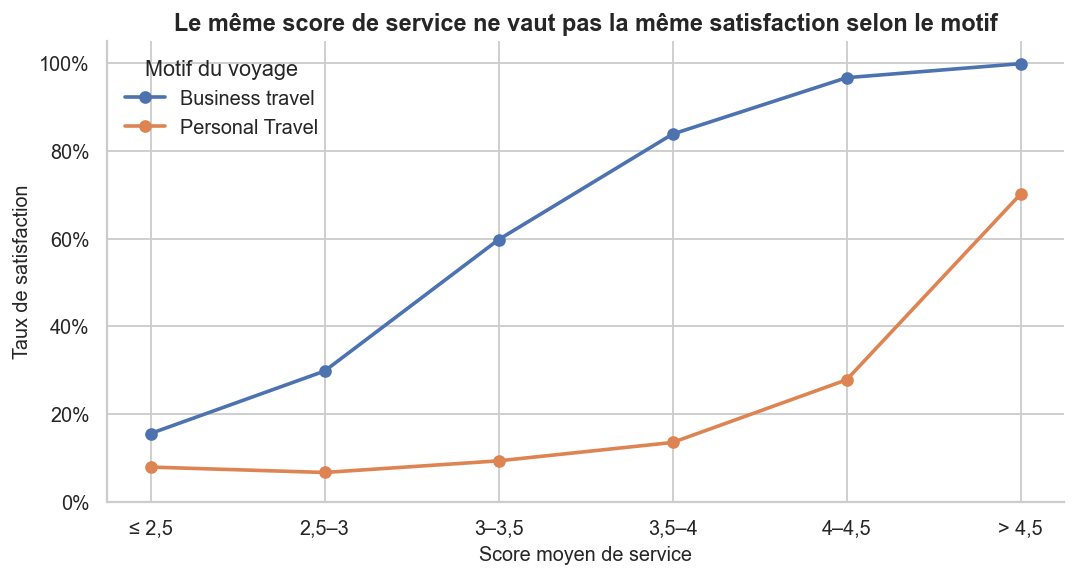 Le même score de service ne vaut pas la même satisfaction selon le motif
Motif du voyage
Business travel
Personal Travel
Taux de satisfaction
100%
80%
60%
40%
20%
0%
≤ 2,5
2,5–3
3–3,5
3,5–4
4–4,5
> 4,5
Score moyen de service